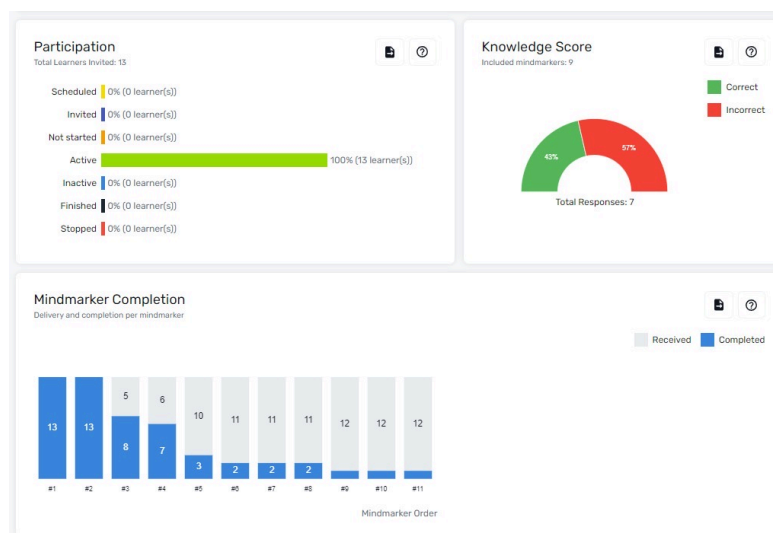 Participation
Total Learners Invited: 13
Scheduled 0% (0 learner(s))
Invited 0% (0 learner(s))
Not started 0% (0 learner(s))
Active 100% (13 learner(s))
Inactive 0% (0 learner(s))
Finished 0% (0 learner(s))
Stopped 0% (0 learner(s))
Knowledge Score
Included mindmarkers: 9
Correct
Incorrect
43% 57%
Total Responses: 7
Mindmarker Completion
Delivery and completion per mindmarker
Received Completed
5 6 10 11 11 11 12 12 12
13 13 8 7 3 2 2 2
#1 #2 #3 #4 #5 #6 #7 #8 #9 #10 #11
Mindmarker Order